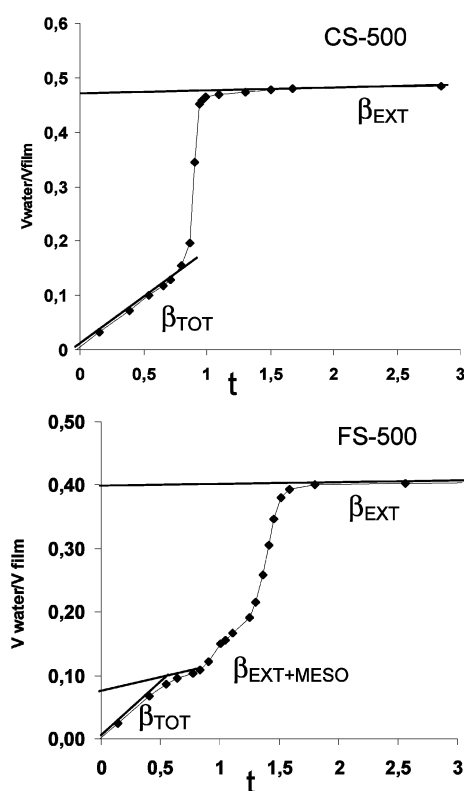 CS-500
0,6
0,5
0,4
0,3
0,2
0,1
0
Vwater/Vfilm
βEXT
βTOT
0 0,5 1 1,5 2 2,5 3
t
FS-500
0,50
0,40
0,30
0,20
0,10
0,00
V water/V film
βEXT
βEXT+MESO
βTOT
0 0,5 1 1,5 2 2,5 3
t